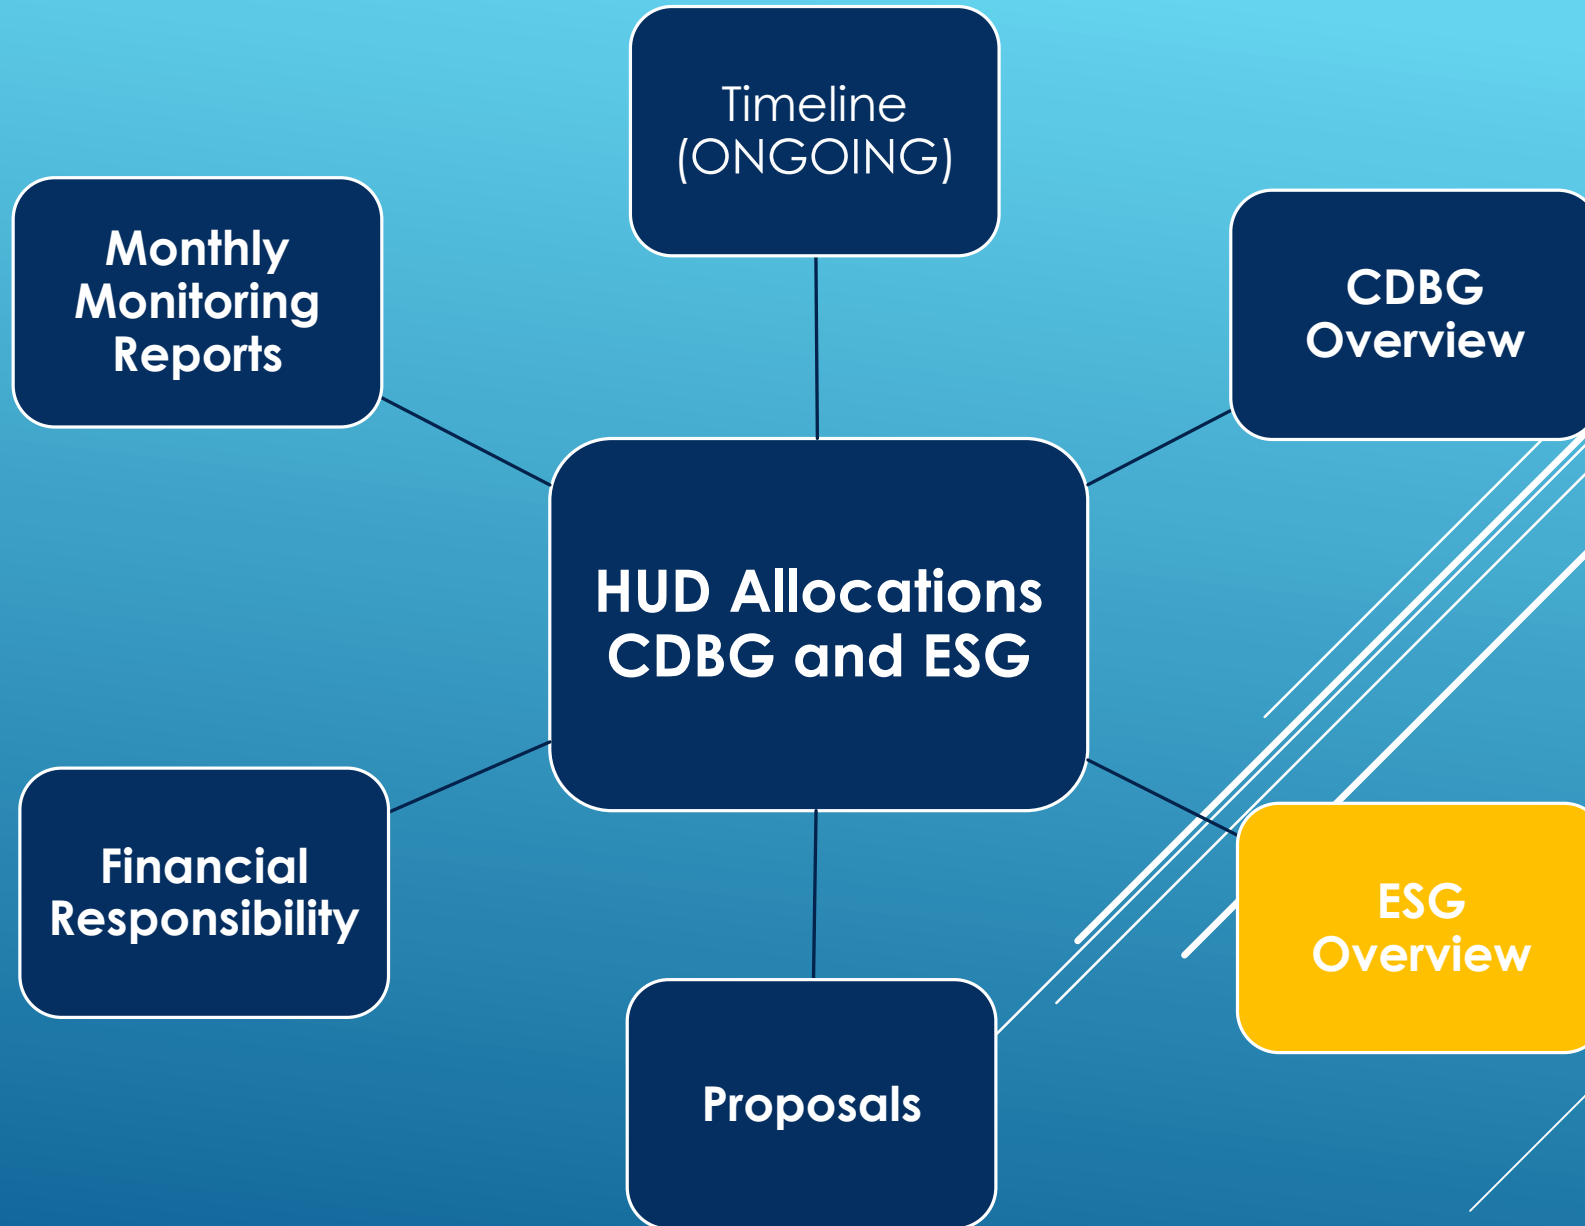 Timeline
(ONGOING)
Monthly
Monitoring
Reports
CDBG
Overview
HUD Allocations
CDBG and ESG
Financial
Responsibility
ESG
Overview
Proposals